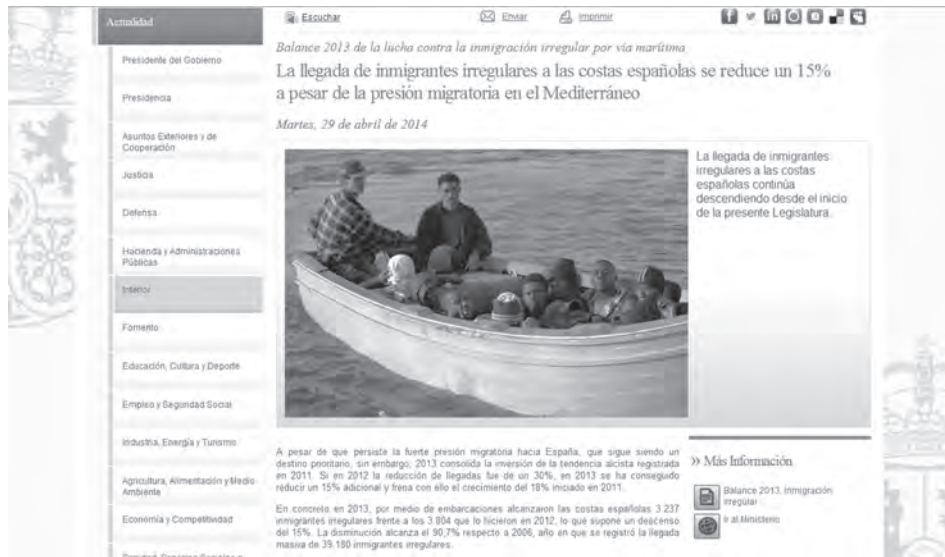 Actualidad
Escuchar
Enviar
Imprimir
Balance 2013 de la lucha contra la inmigración irregular por vía marítima
La llegada de inmigrantes irregulares a las costas españolas se reduce un 15%
a pesar de la presión migratoria en el Mediterráneo
Martes, 29 de abril de 2014
Presidente del Gobierno
Presidencia
Asuntos Exteriores y de
Cooperación
Justicia
Defensa
Hacienda y Administraciones
Públicas
Interior
Fomento
Educación, Cultura y Deporte
Empleo y Seguridad Social
Industria, Energía y Turismo
Agricultura, Alimentación y Medio
Ambiente
Economía y Competitividad
La llegada de inmigrantes
irregulares a las costas
españolas continúa
descendiendo desde el inicio
de la presente Legislatura.
A pesar de que persiste la fuerte presión migratoria hacia España, que sigue siendo un
destino prioritario, sin embargo, 2013 consolida la inversión de la tendencia alcista registrada
en 2011. Si en 2012 la reducción de llegadas fue de un 30%, en 2013 se ha conseguido
reducir un 15% adicional y frena con ello el crecimiento del 18% iniciado en 2011.
En concreto en 2013, por medio de embarcaciones alcanzaron las costas españolas 3.237
inmigrantes irregulares frente a los 3.804 que lo hicieron en 2012, lo que supone un descenso
del 15%. La disminución alcanza el 90,7% respecto a 2006, año en que se registró la llegada
masiva de 39.180 inmigrantes irregulares.
» Más Información
Balance 2013. Inmigración
irregular
Ir al Ministerio